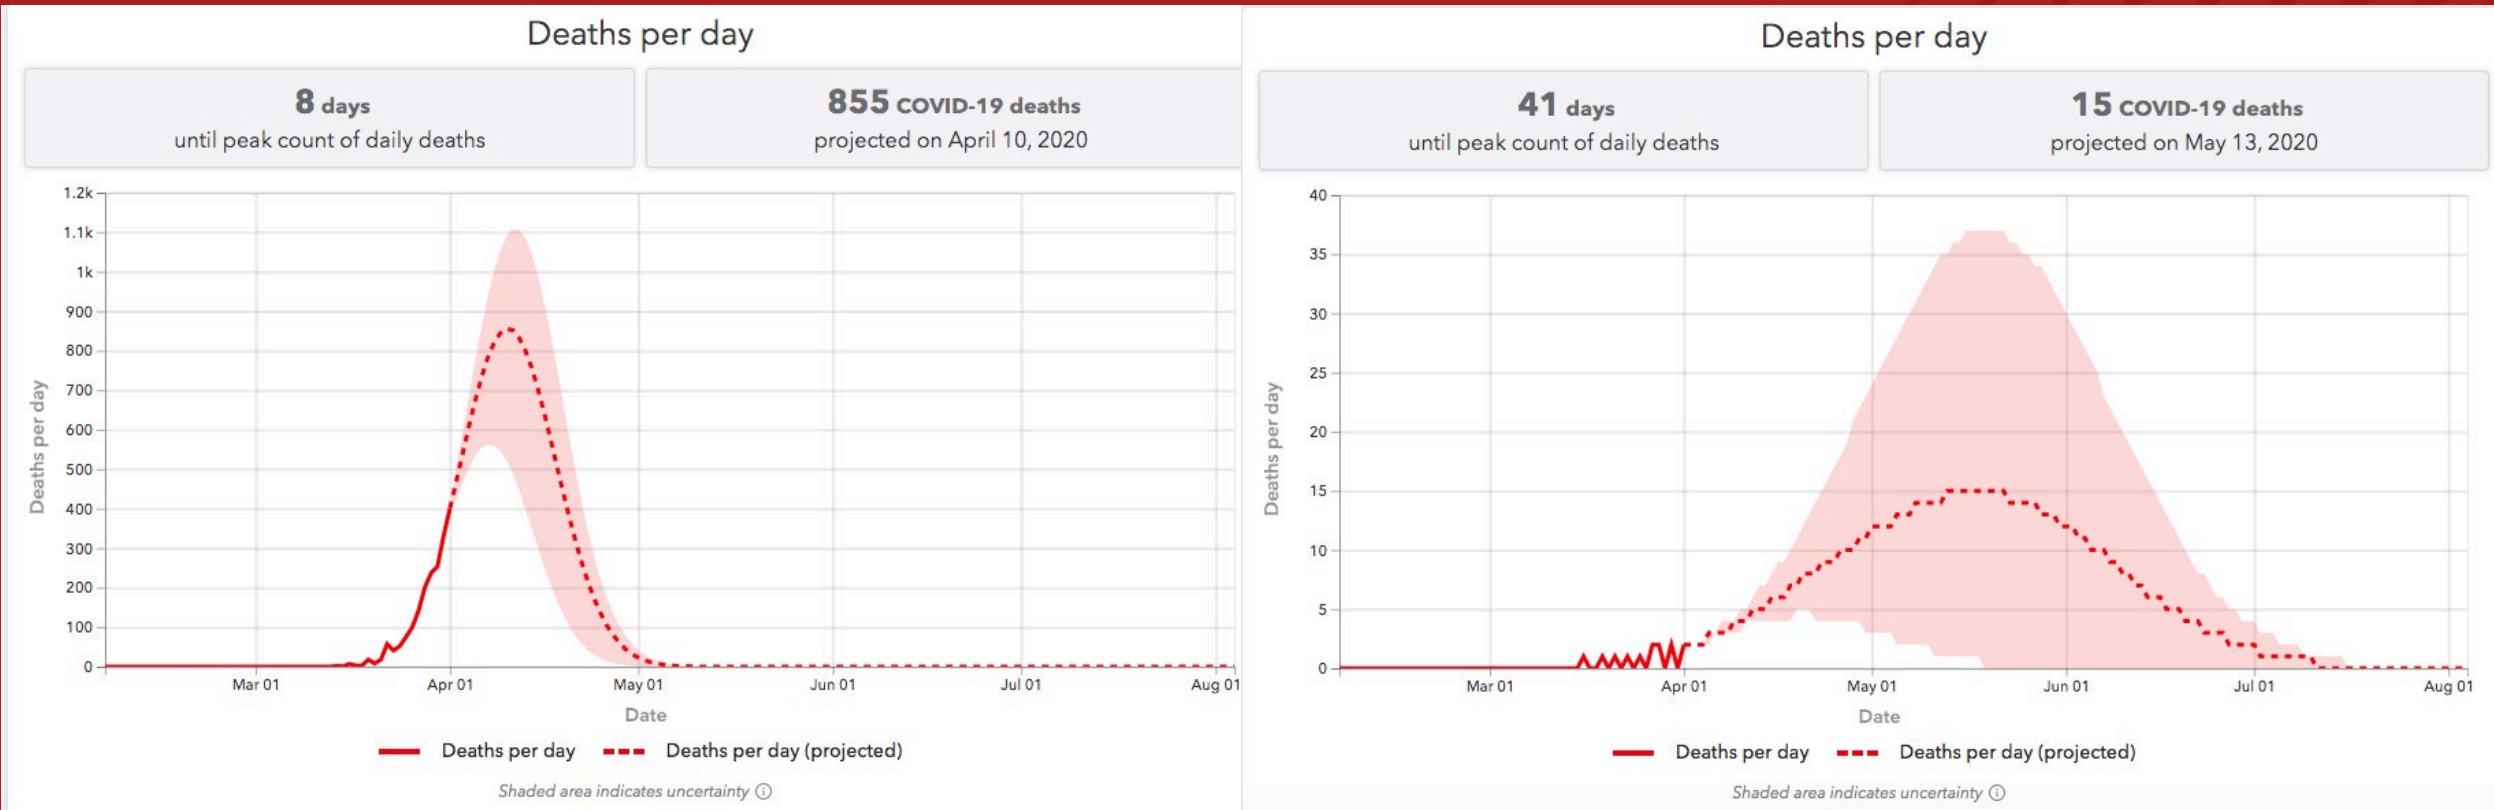 Deaths per day
8 days
until peak count of daily deaths
855 COVID-19 deaths
projected on April 10, 2020
1.2k
1.1k
1k
900
800
700
600
500
400
300
200
100
0
Deaths per day
Mar 01
Apr 01
May 01
Jun 01
Jul 01
Aug 01
Date
Deaths per day
Deaths per day (projected)
Shaded area indicates uncertainty
Deaths per day
41 days
until peak count of daily deaths
15 COVID-19 deaths
projected on May 13, 2020
40
35
30
25
20
15
10
5
0
Deaths per day
Mar 01
Apr 01
May 01
Jun 01
Jul 01
Aug 01
Date
Deaths per day
Deaths per day (projected)
Shaded area indicates uncertainty